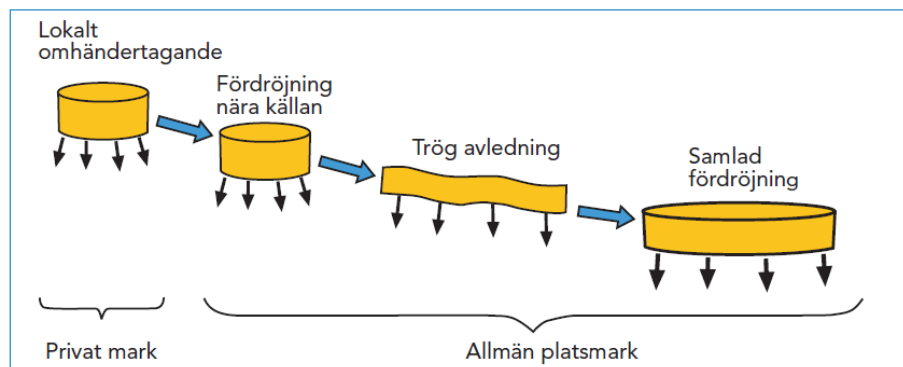 Lokalt
omhändertagande
Fördröjning
nära källan
Trög avledning
Samlad
fördröjning
Privat mark
Allmän platsmark